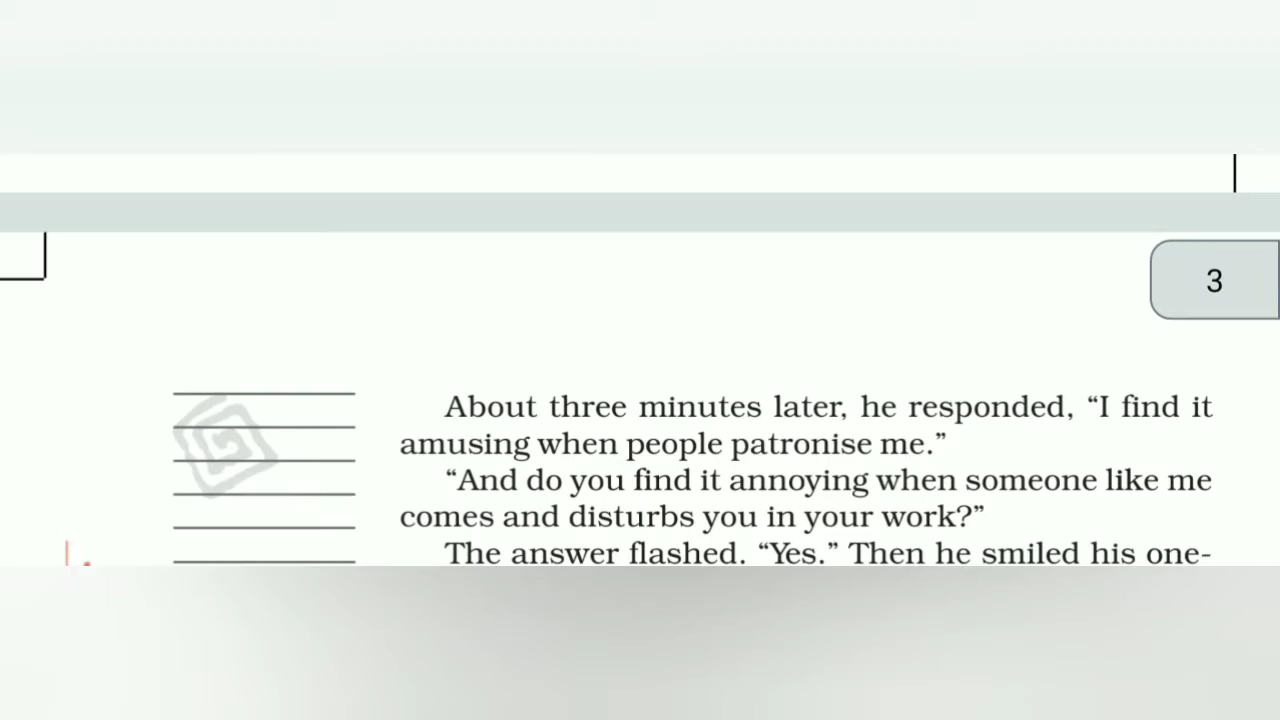 3
About three minutes later, he responded, “I find it
amusing when people patronise me.”
“And do you find it annoying when someone like me
comes and disturbs you in your work?”
The answer flashed. “Yes.” Then he smiled his one-